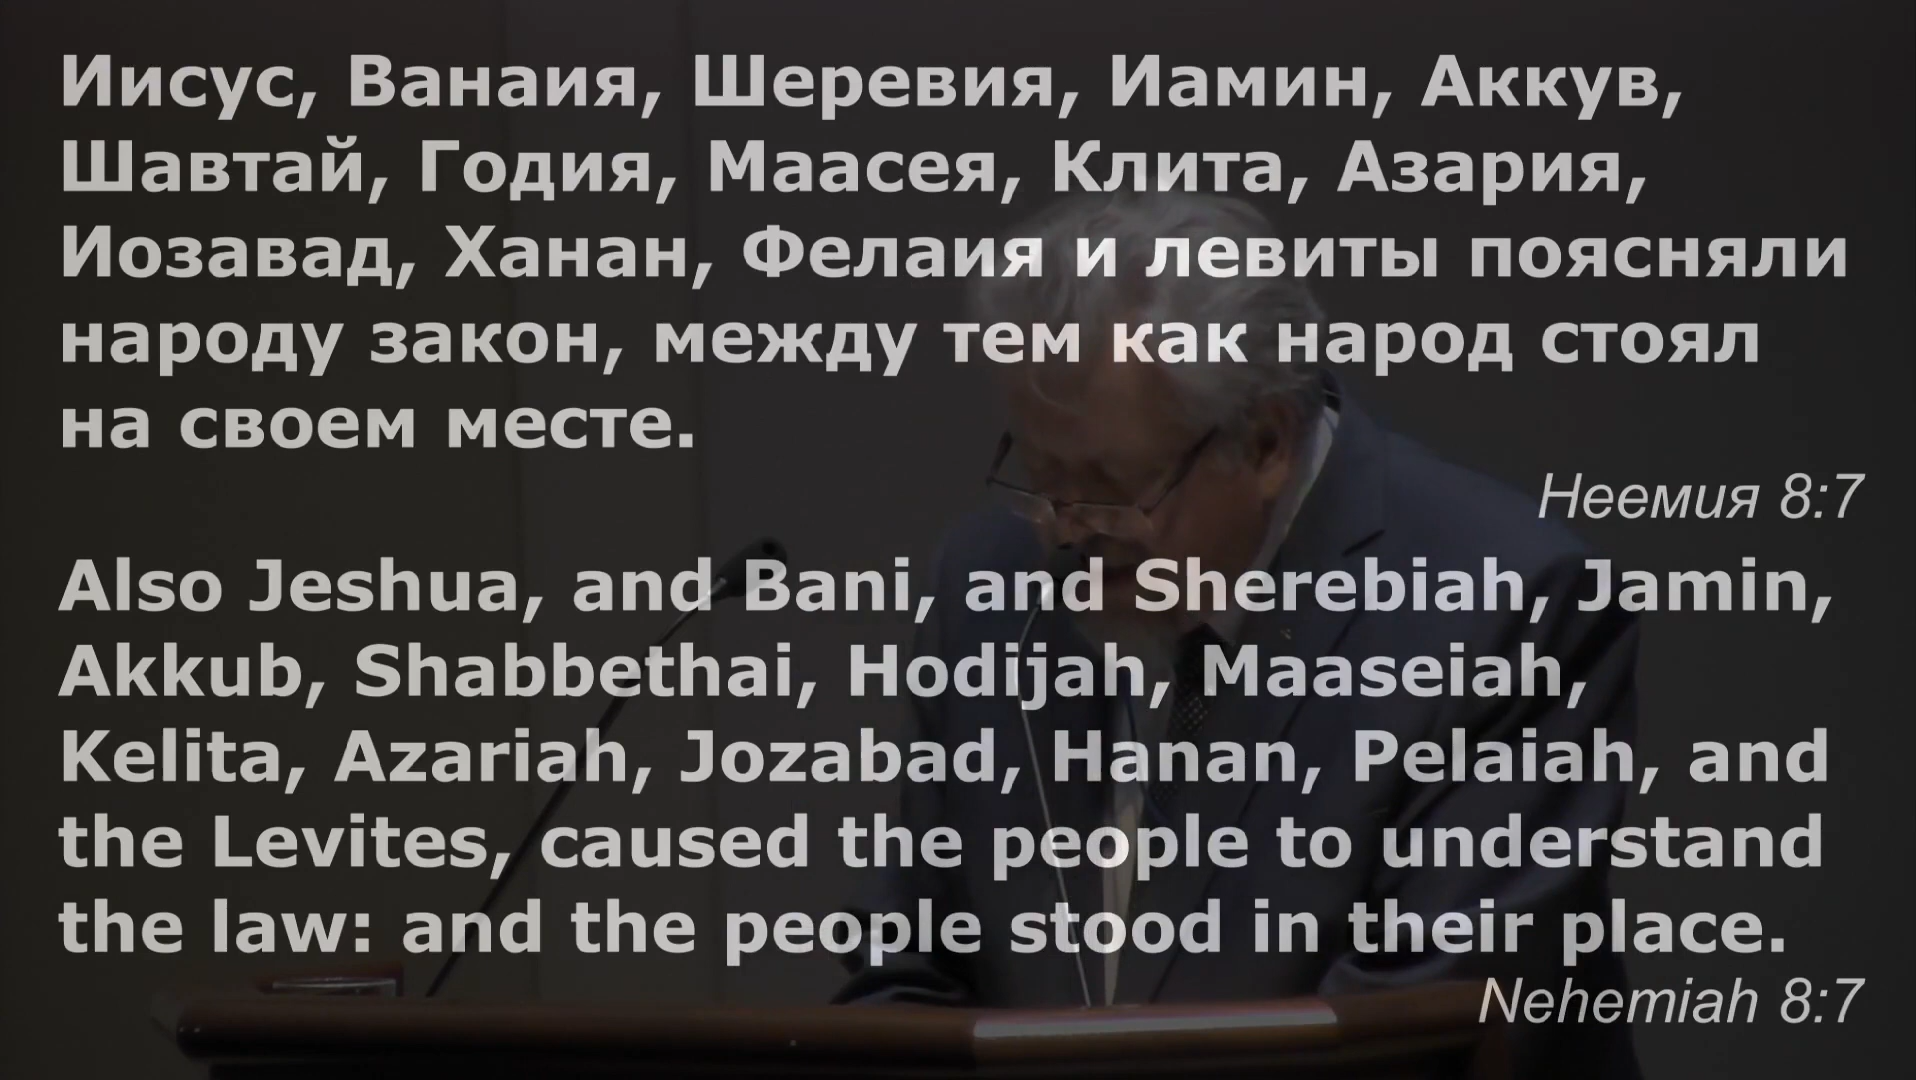 Иисус, Ванаия, Шеревия, Иамин, Аккув,
Шавтай, Годия, Маасея, Клита, Азария,
Иозавад, Ханан, Фелаия и левиты поясняли
народу закон, между тем как народ стоял
на своем месте.
Неемия 8:7
Also Jeshua, and Bani, and Sherebiah, Jamin,
Akkub, Shabbethai, Hodijah, Maaseiah,
Kelita, Azariah, Jozabad, Hanan, Pelaiah, and
the Levites, caused the people to understand
the law: and the people stood in their place.
Nehemiah 8:7